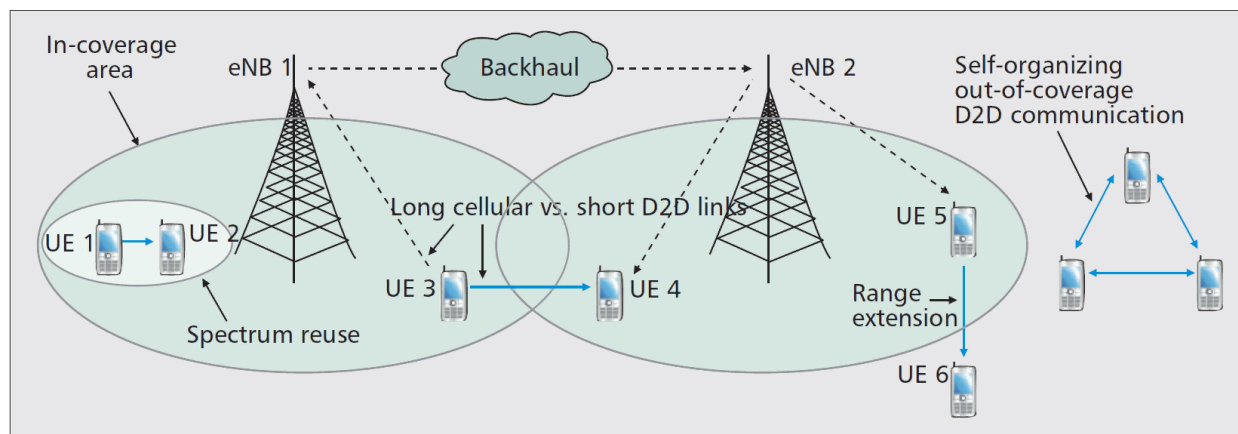 In-coverage
area
eNB 1
Backhaul
eNB 2
Self-organizing
out-of-coverage
D2D communication
Long cellular vs. short D2D links
UE 1
UE 2
UE 5
UE 3
UE 4
Range
extension
Spectrum reuse
UE 6